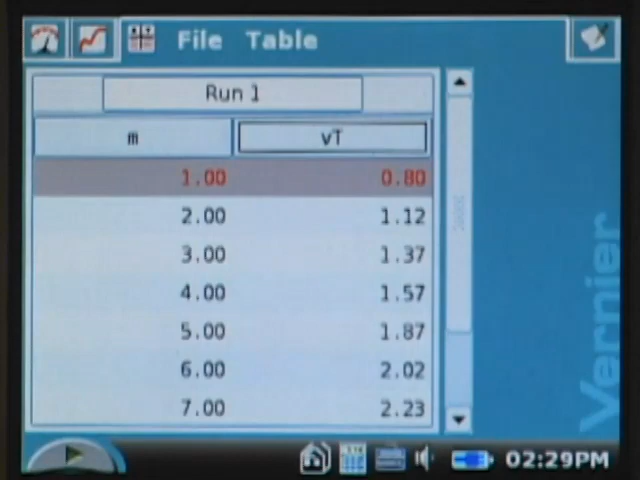 File Table
Run 1
m vT
1.00 0.80
2.00 1.12
3.00 1.37
4.00 1.57
5.00 1.87
6.00 2.02
7.00 2.23
Vernier
02:29PM